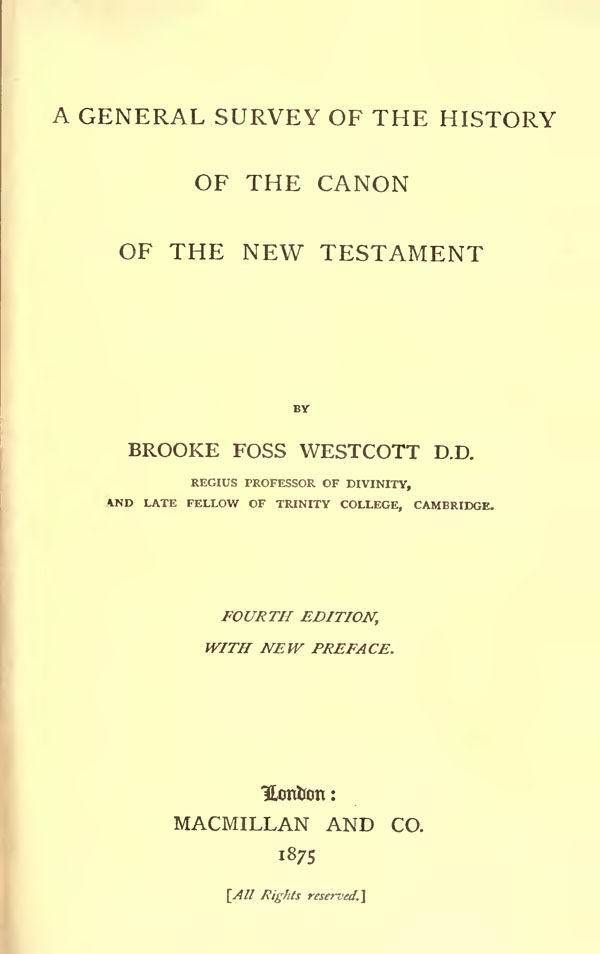 A GENERAL SURVEY OF THE HISTORY
OF THE CANON
OF THE NEW TESTAMENT
BY
BROOKE FOSS WESTCOTT D.D.
REGIUS PROFESSOR OF DIVINITY,
AND LATE FELLOW OF TRINITY COLLEGE, CAMBRIDGE.
FOURTH EDITION,
WITH NEW PREFACE.
London:
MACMILLAN AND CO.
1875
[All Rights reserved.]